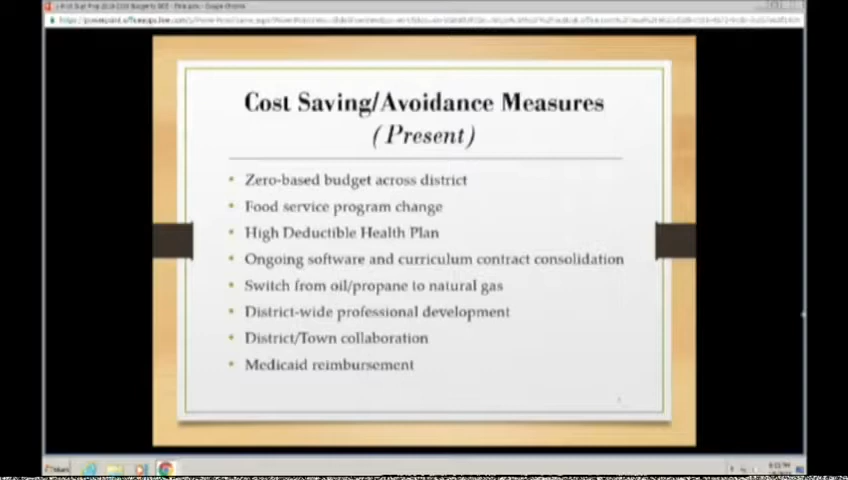 Cost Saving/Avoidance Measures
(Present)
• Zero-based budget across district
• Food service program change
• High Deductible Health Plan
• Ongoing software and curriculum contract consolidation
• Switch from oil/propane to natural gas
• District-wide professional development
• District/Town collaboration
• Medicaid reimbursement